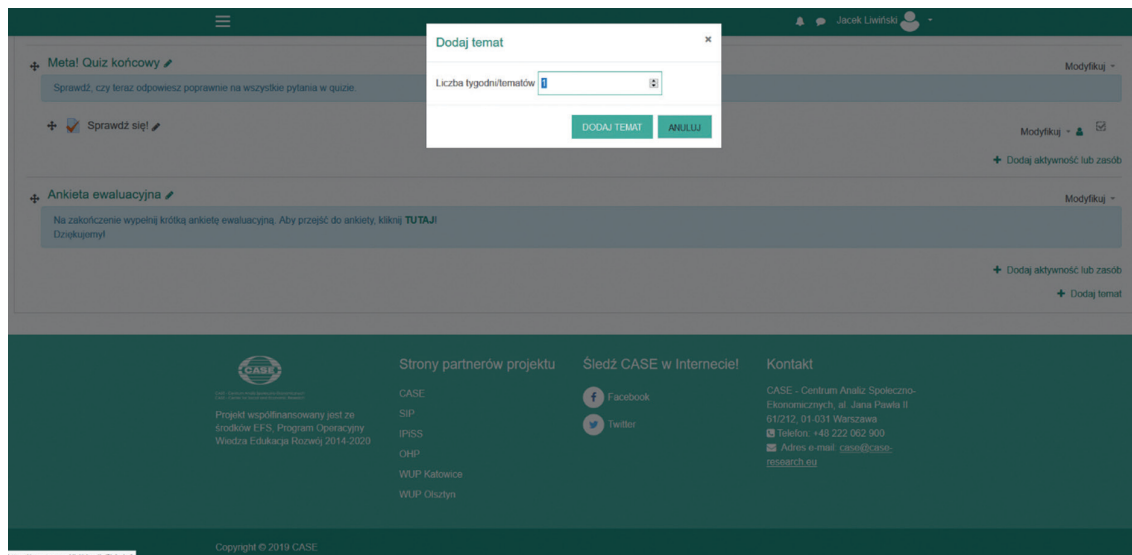 Jacek Liwiński
Dodaj temat
×
Meta! Quiz końcowy
Modyfikuj
Liczba tygodni/tematów 1
Sprawdź, czy teraz odpowiesz poprawnie na wszystkie pytania w quizie.
DODAJ TEMAT ANULUJ
Sprawdź się!
Modyfikuj
+ Dodaj aktywność lub zasób
Ankieta ewaluacyjna
Modyfikuj
Na zakończenie wypełnij krótką ankietę ewaluacyjną. Aby przejść do ankiety, kliknij TUTAJ!
Dziękujemy!
+ Dodaj aktywność lub zasób
+ Dodaj temat
CASE
Projekt współfinansowany jest ze
środków EFS, Program Operacyjny
Wiedza Edukacja Rozwój 2014-2020
Strony partnerów projektu
CASE
SIP
IPiSS
OHP
WUP Katowice
WUP Olsztyn
Śledź CASE w Internecie!
Facebook
Twitter
Kontakt
CASE - Centrum Analiz Społeczno-
Ekonomicznych, al. Jana Pawła II
61/212, 01-031 Warszawa
Telefon: +48 222 062 900
Adres e-mail: case@case-
research.eu
Copyright © 2019 CASE